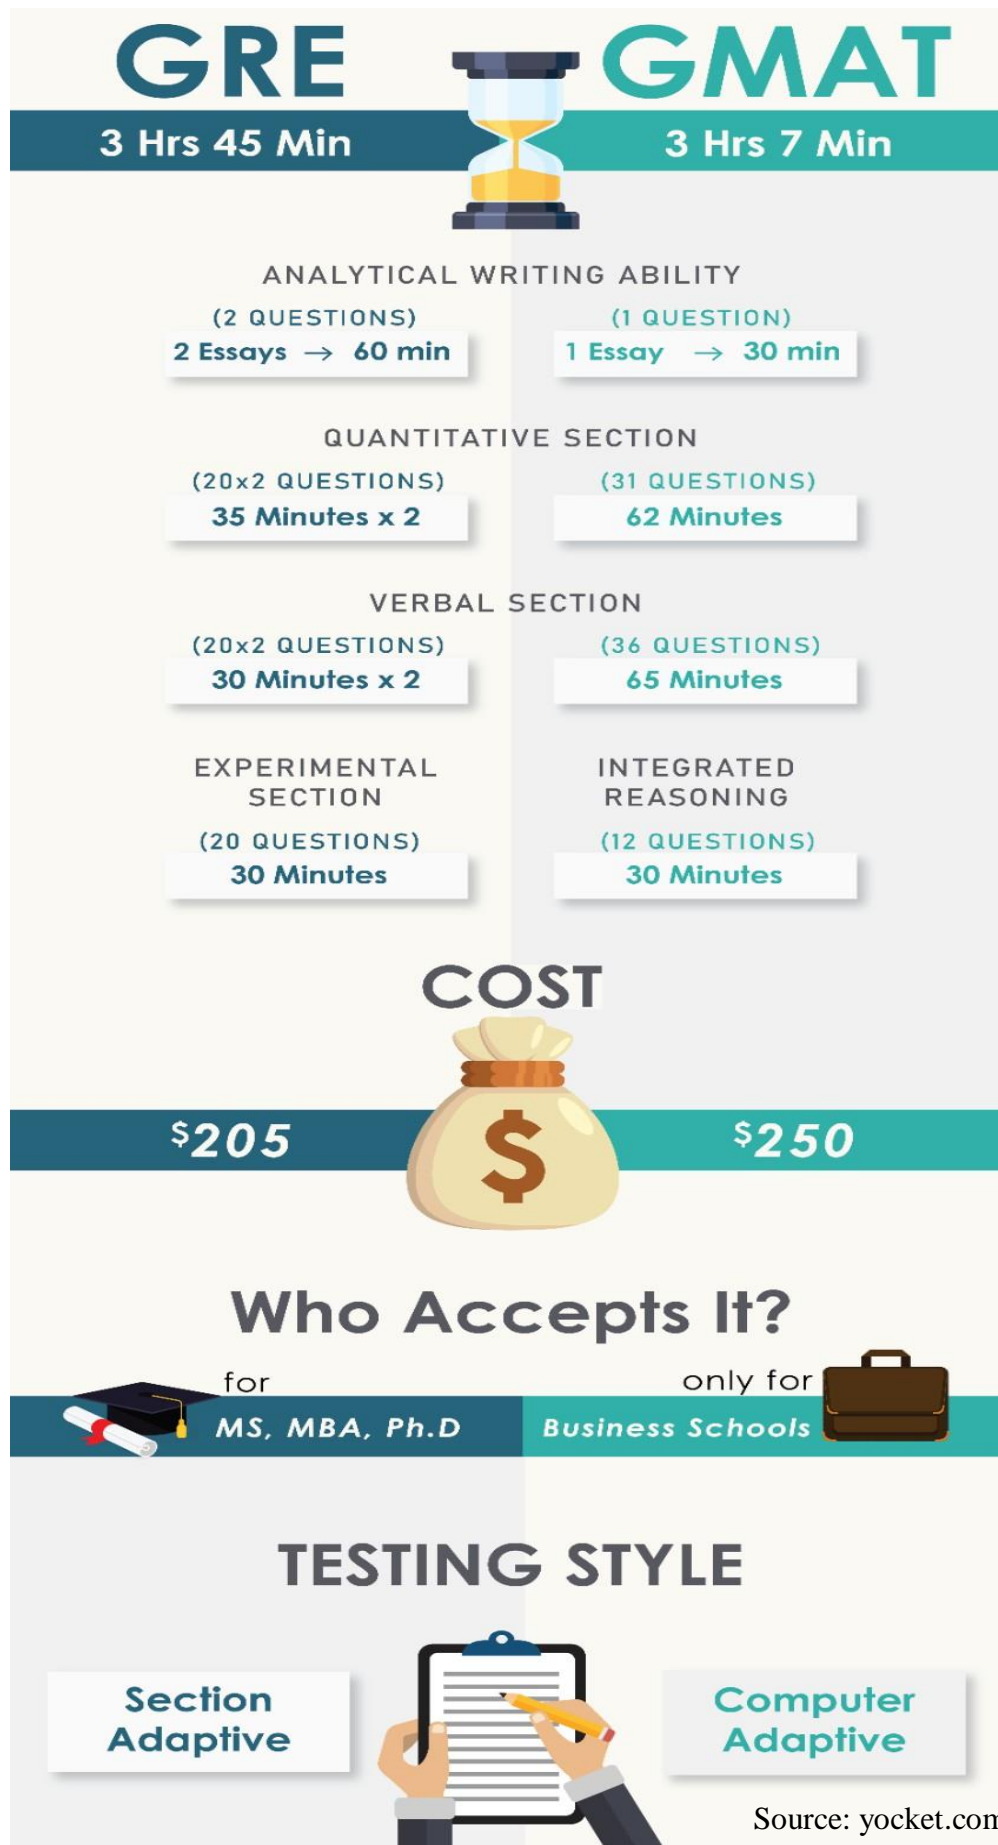 GRE GMAT
3 Hrs 45 Min 3 Hrs 7 Min
ANALYTICAL WRITING ABILITY
(2 QUESTIONS) (1 QUESTION)
2 Essays → 60 min 1 Essay → 30 min
QUANTITATIVE SECTION
(20x2 QUESTIONS) (31 QUESTIONS)
35 Minutes x 2 62 Minutes
VERBAL SECTION
(20x2 QUESTIONS) (36 QUESTIONS)
30 Minutes x 2 65 Minutes
EXPERIMENTAL INTEGRATED
SECTION REASONING
(20 QUESTIONS) (12 QUESTIONS)
30 Minutes 30 Minutes
COST
$205 $ $250
Who Accepts It?
for only for
MS, MBA, Ph.D Business Schools
TESTING STYLE
Section Computer
Adaptive Adaptive
Source: yocket.com